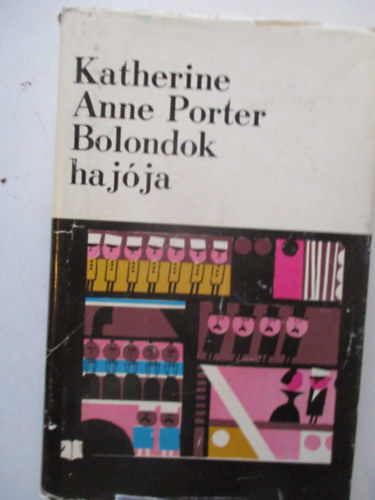 Katherine
Anne Porter
Bolondok
hajója